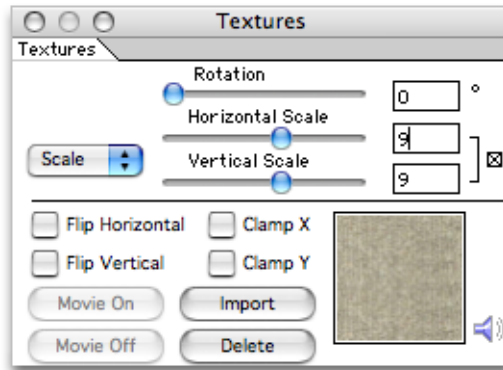 Textures
Textures
Rotation
0 °
Horizontal Scale
9
Scale
Vertical Scale
9
Flip Horizontal
Clamp X
Flip Vertical
Clamp Y
Movie On
Import
Movie Off
Delete